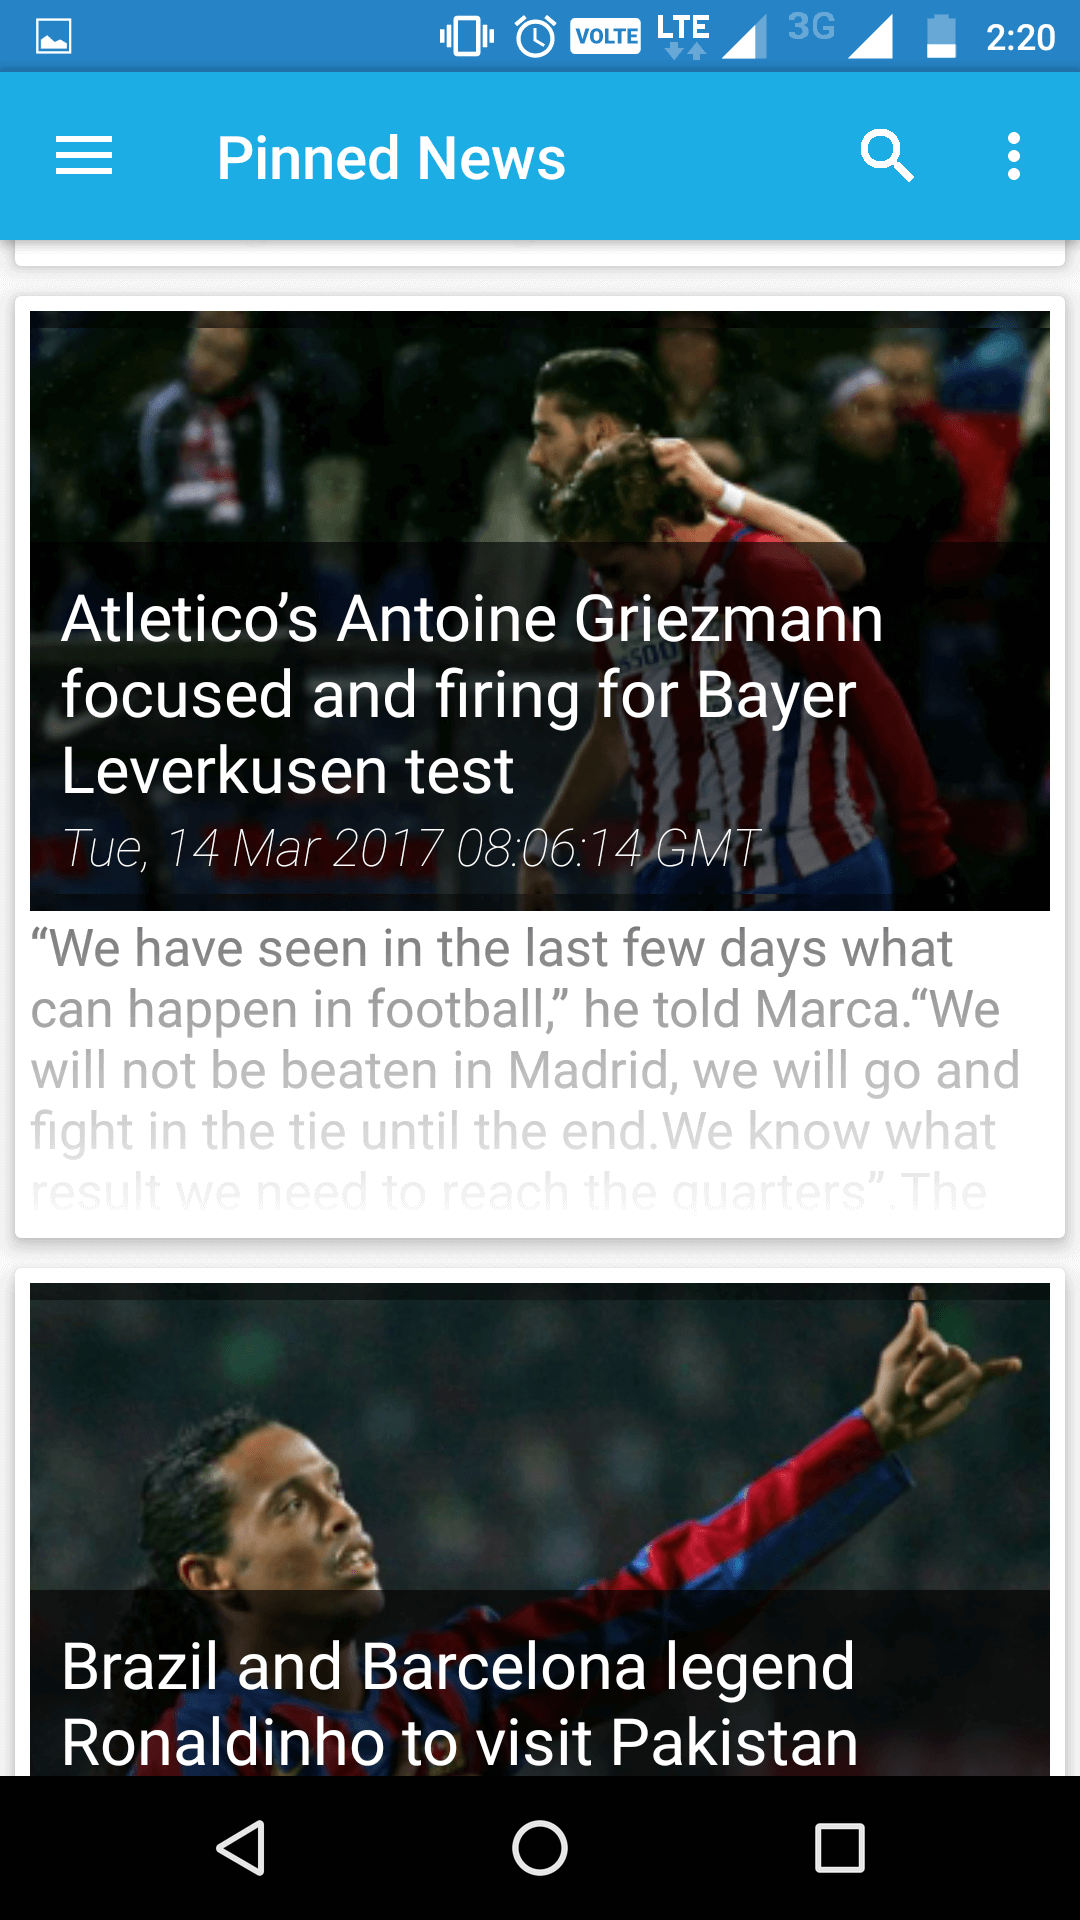 VOLTE LTE 3G 2:20
Pinned News
Atletico’s Antoine Griezmann
focused and firing for Bayer
Leverkusen test
Tue, 14 Mar 2017 08:06:14 GMT
“We have seen in the last few days what
can happen in football,” he told Marca.“We
will not be beaten in Madrid, we will go and
fight in the tie until the end.We know what
result we need to reach the quarters”.The
Brazil and Barcelona legend
Ronaldinho to visit Pakistan